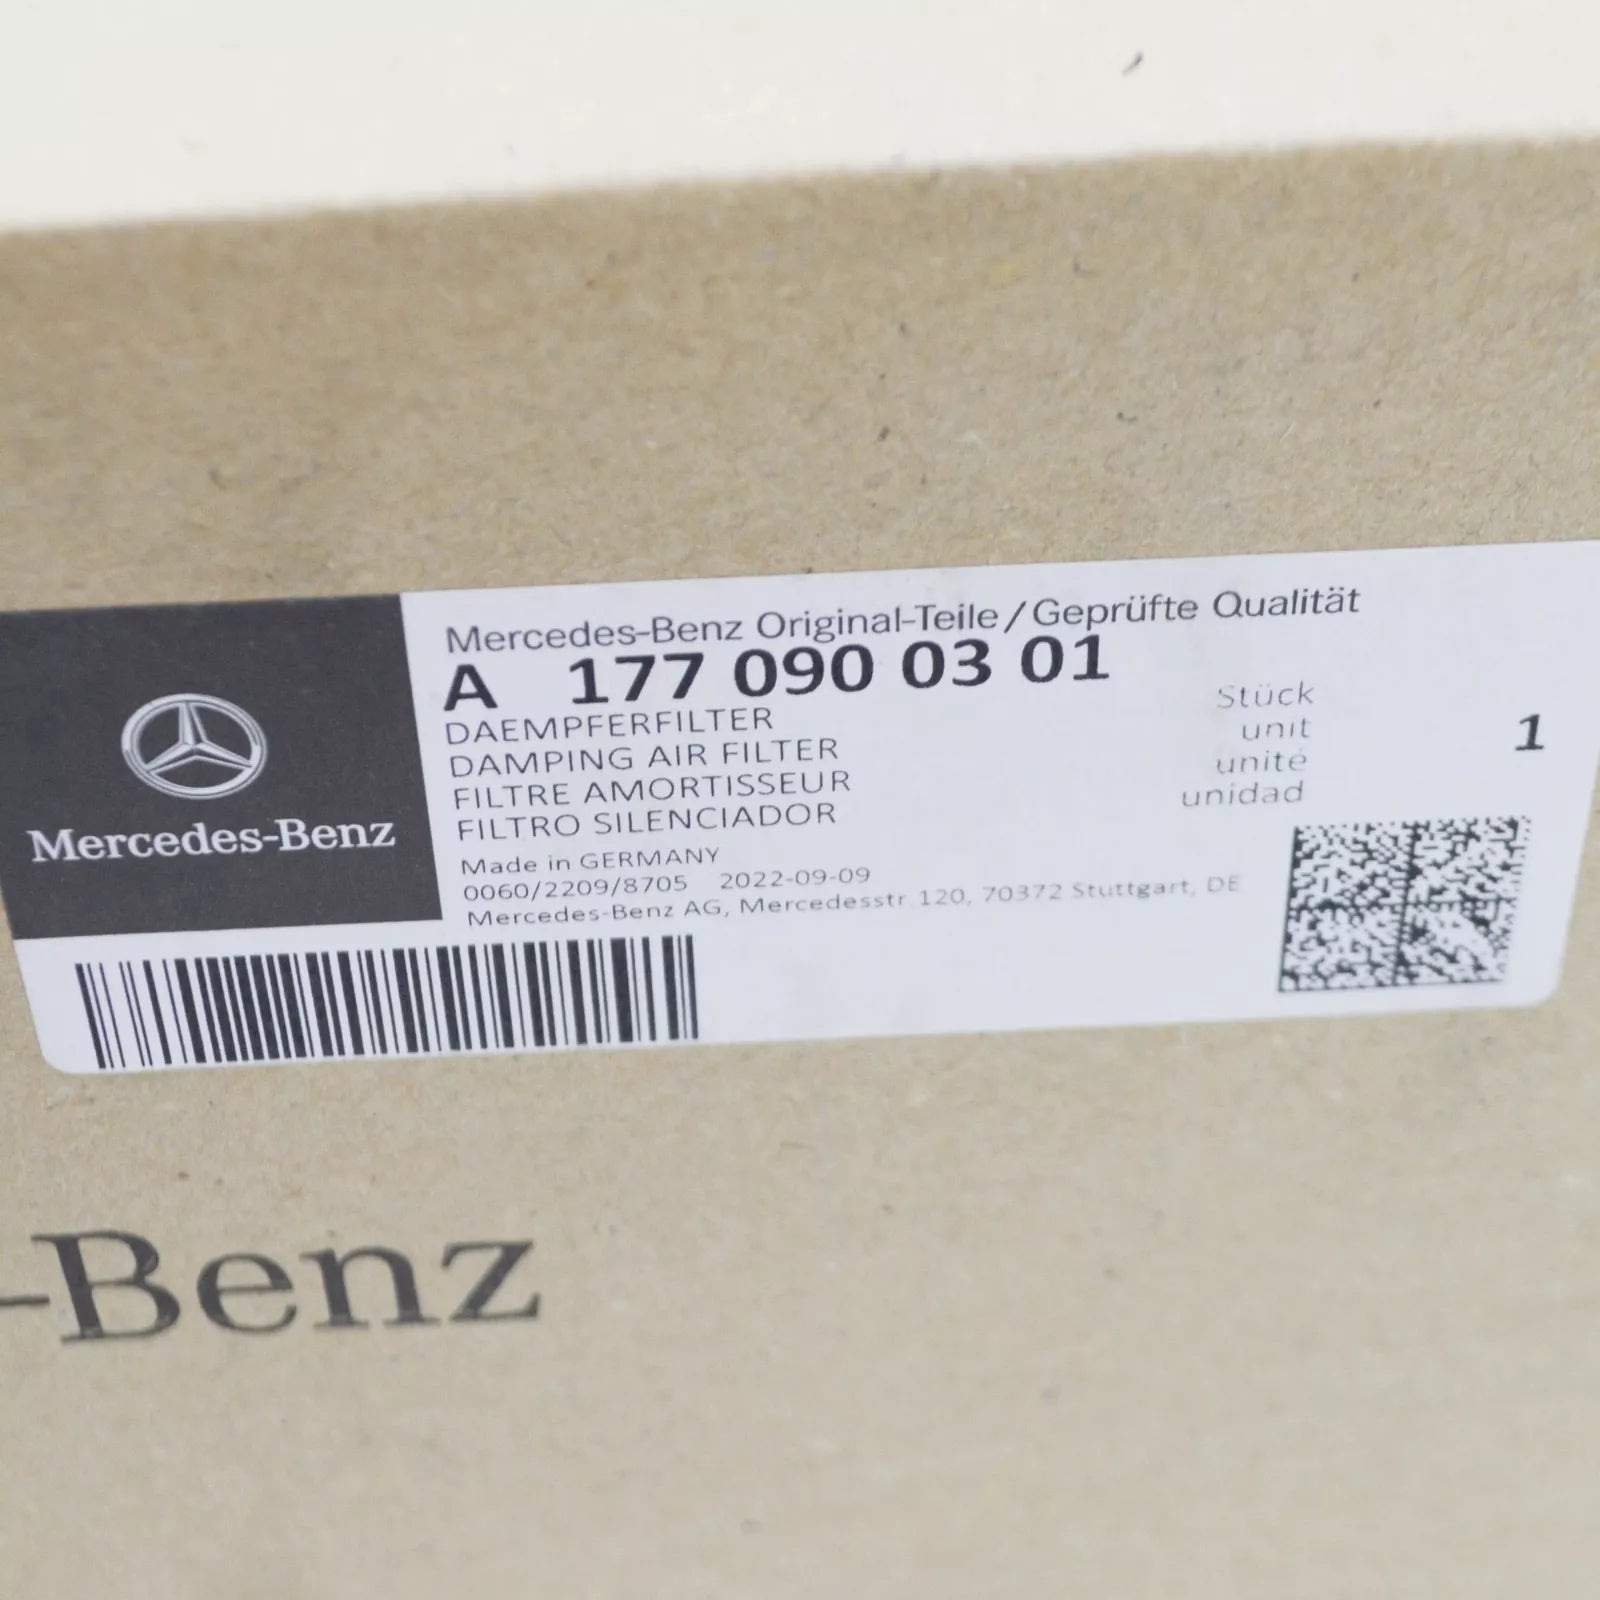 Mercedes-Benz Original-Teile/Geprüfte Qualität
A 177 090 03 01
DAEMPFERFILTER
DAMPING AIR FILTER
FILTRE AMORTISSEUR
FILTRO SILENCIADOR
Stück
unit
unité
unidad
1
Made in GERMANY
0060/2209/8705 2022-09-09
Mercedes-Benz AG, Mercedesstr.120, 70372 Stuttgart, DE
Mercedes-Benz
-Benz